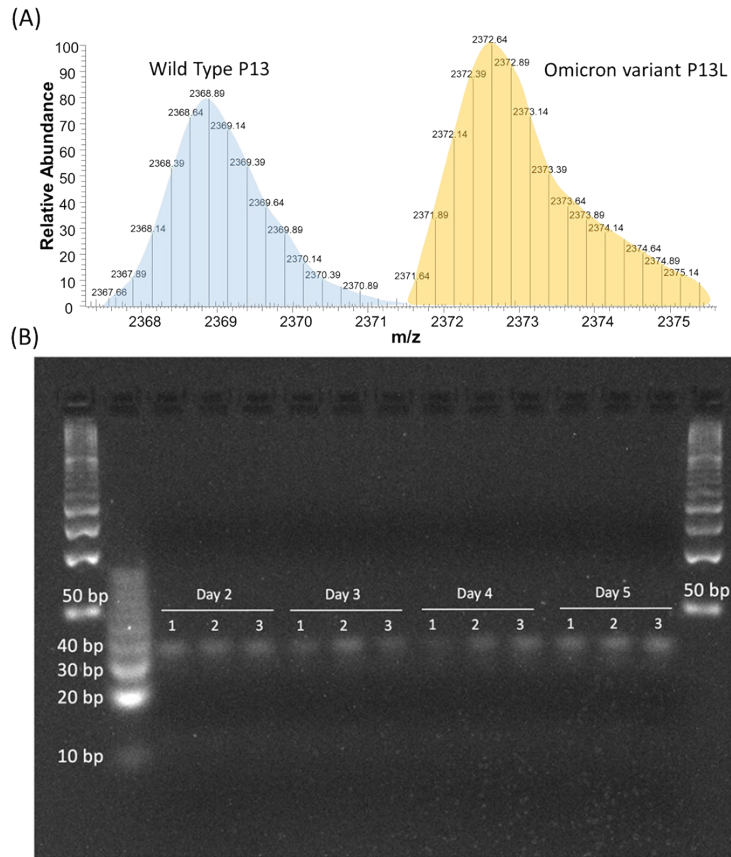 (A)
Wild Type P13
Omicron variant P13L
Relative Abundance
100
90
80
70
60
50
40
30
20
10
0
2367.66
2367.89
2368.14
2368.39
2368.64
2368.89
2369.14
2369.39
2369.64
2369.89
2370.14
2370.39
2370.89
2371.64
2371.89
2372.14
2372.39
2372.64
2372.89
2373.14
2373.39
2373.64
2373.89
2374.14
2374.64
2374.89
2375.14
2368 2369 2370 2371 2372 2373 2374 2375
m/z
(B)
50 bp Day 2 Day 3 Day 4 Day 5 50 bp
1 2 3 1 2 3 1 2 3 1 2 3
40 bp
30 bp
20 bp
10 bp